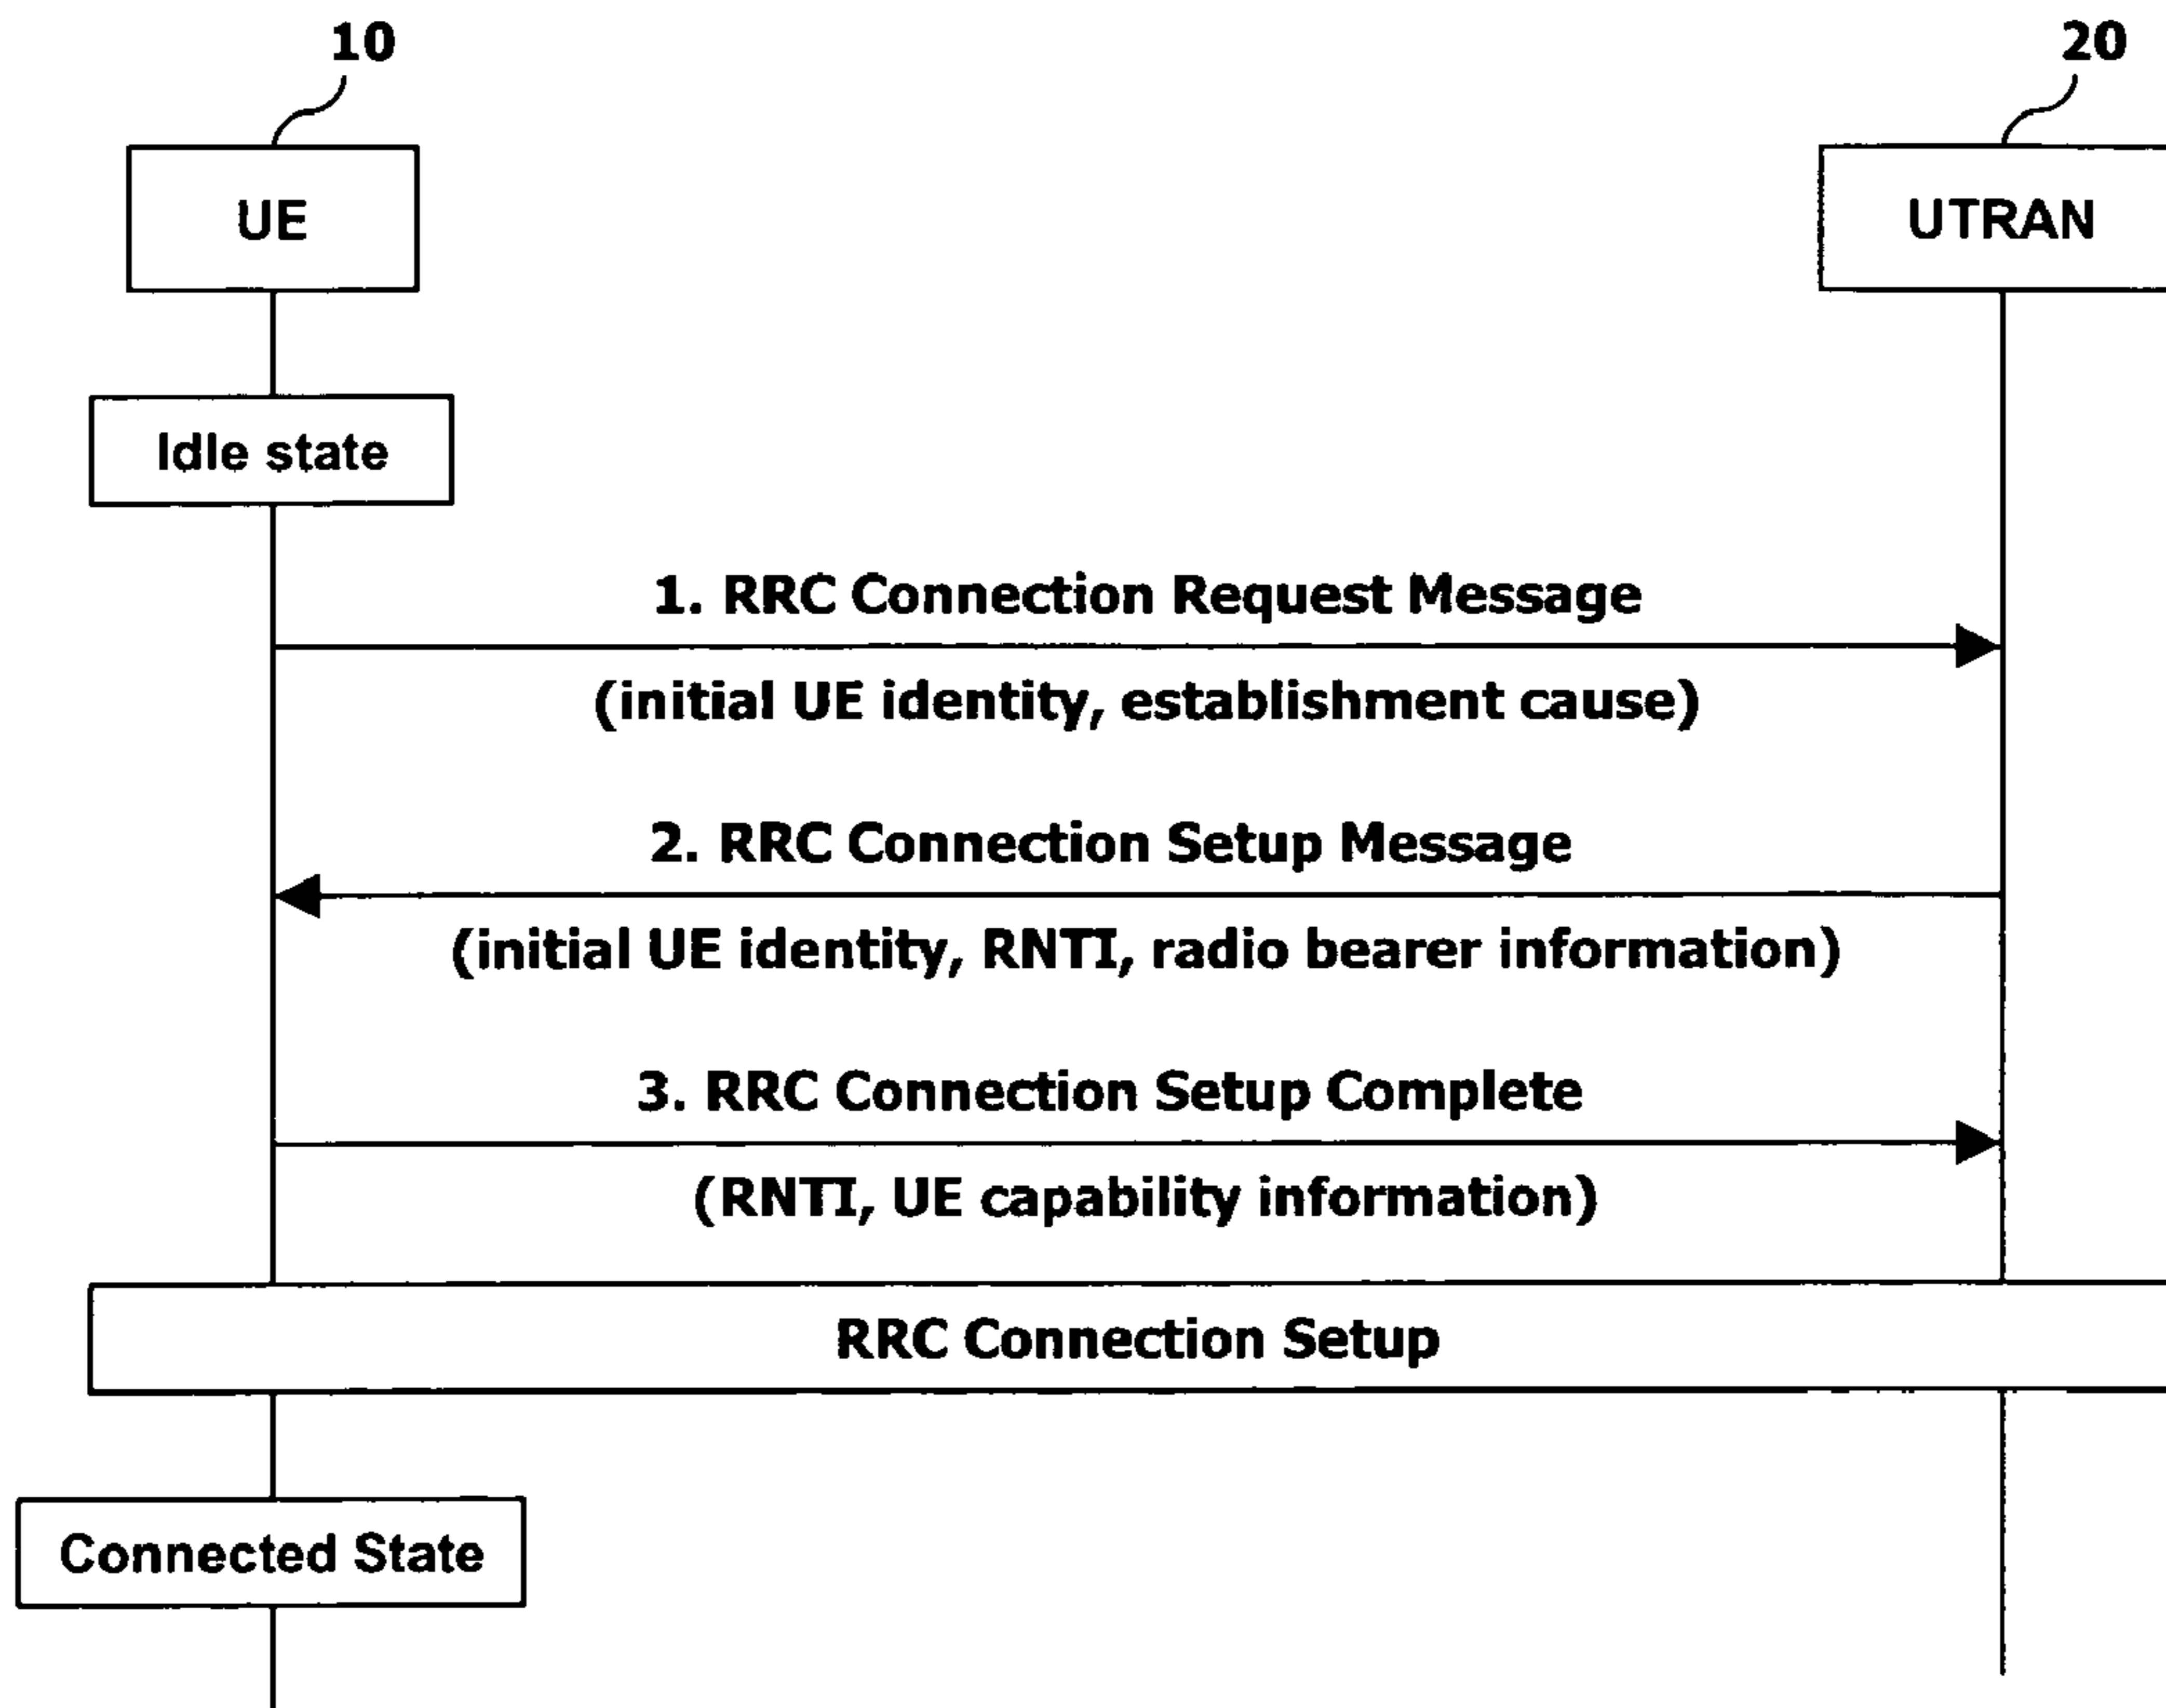 10
20
UE
UTRAN
Idle state
1. RRC Connection Request Message
(initial UE identity, establishment cause)
2. RRC Connection Setup Message
(initial UE identity, RNTI, radio bearer information)
3. RRC Connection Setup Complete
(RNTI, UE capability information)
RRC Connection Setup
Connected State